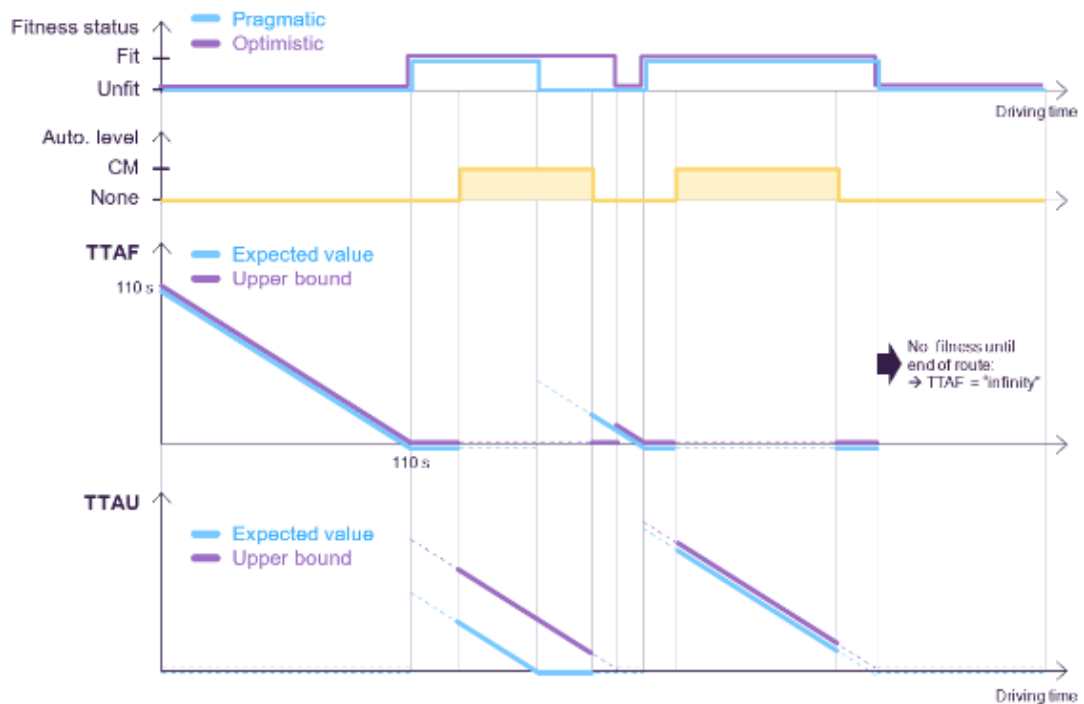 Fitness status
Pragmatic
Optimistic
Fit
Unfit
Driving time
Auto. level
CM
None
TTAF
Expected value
Upper bound
110 s
No fitness until
end of route:
→ TTAF = "infinity"
110 s
TTAU
Expected value
Upper bound
Driving time